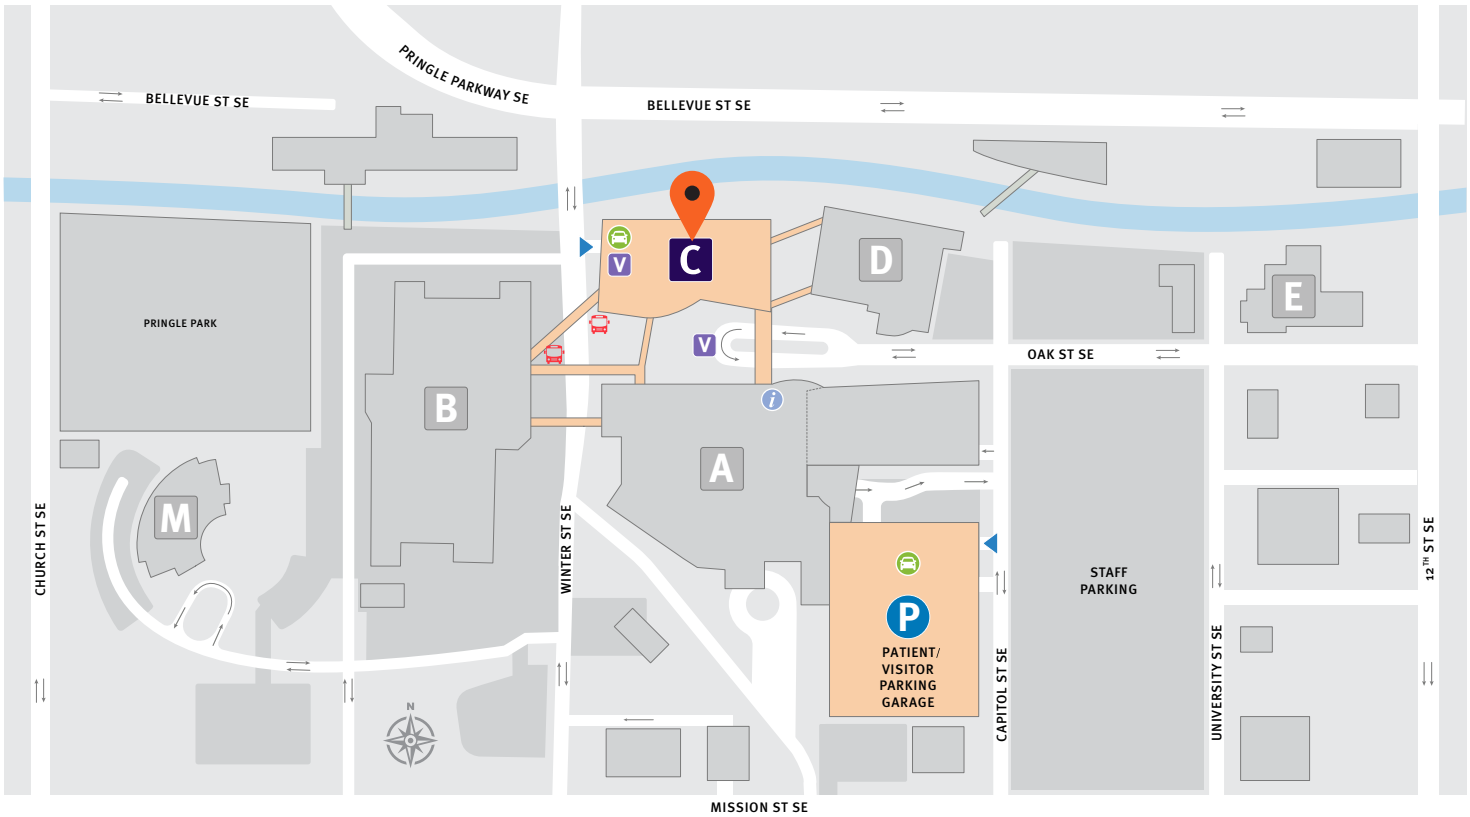 PRINGLE PARKWAY SE
BELLEVUE ST SE
BELLEVUE ST SE
V
C
D
E
PRINGLE PARK
V
OAK ST SE
i
B
A
M
CHURCH ST SE
WINTER ST SE
12TH ST SE
STAFF
PARKING
P
PATIENT/
VISITOR
PARKING
GARAGE
CAPITOL ST SE
UNIVERSITY ST SE
N
MISSION ST SE